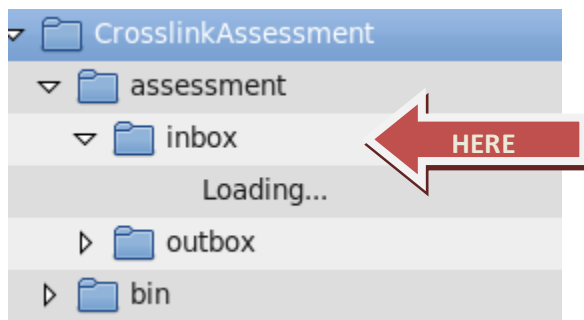 CrosslinkAssessment
assessment
inbox
HERE
Loading...
outbox
bin